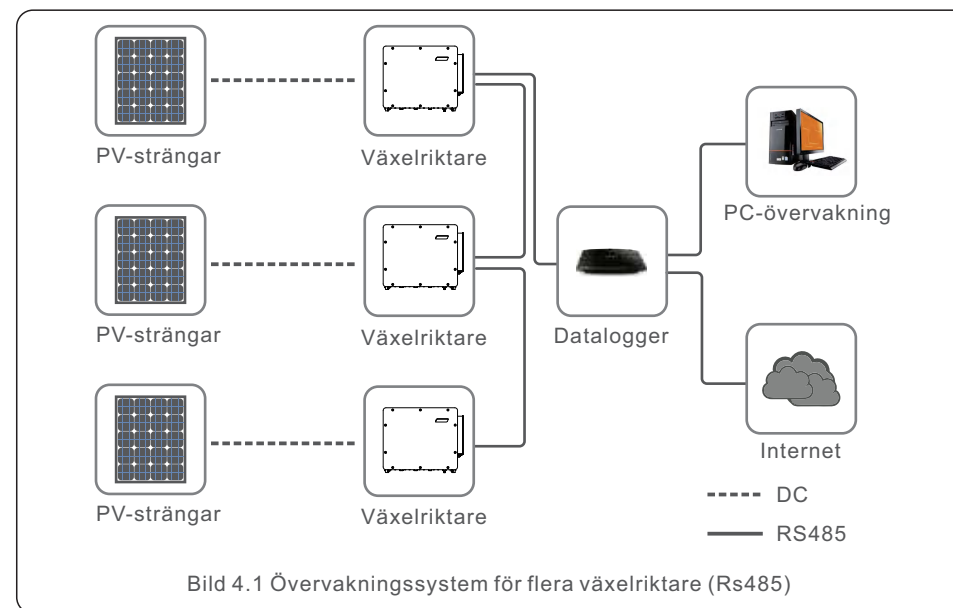 PV-strängar
Växelriktare
PC-övervakning
PV-strängar
Växelriktare
Datalogger
Internet
PV-strängar
Växelriktare
DC
RS485
Bild 4.1 Övervakningssystem för flera växelriktare (Rs485)